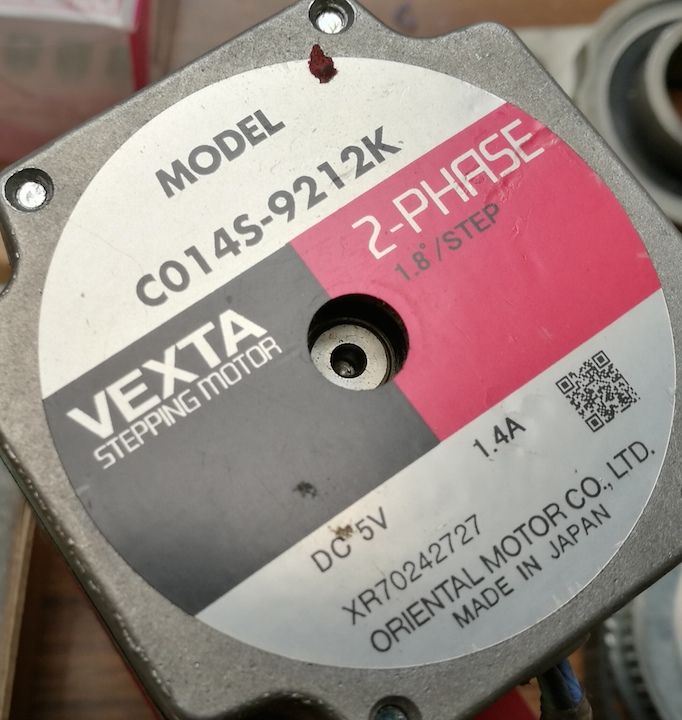 MODEL
C014S-9212K
2-PHASE
1.8°/STEP
VEXTA
STEPPING MOTOR
DC 5V
1.4A
XR70242727
ORIENTAL MOTOR CO., LTD.
MADE IN JAPAN